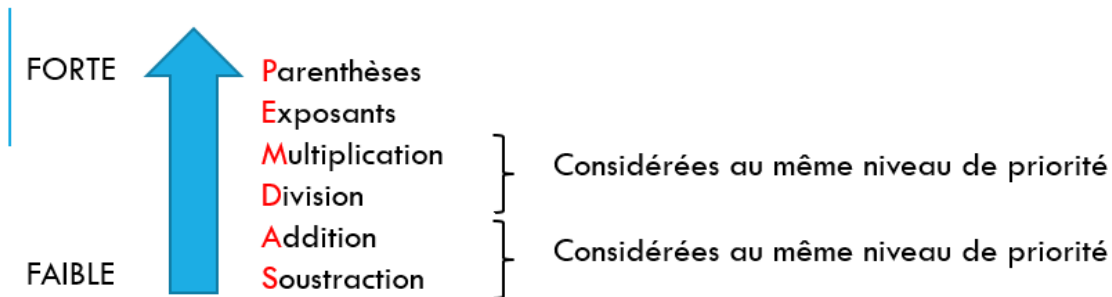 FORTE
Parenthèses
Exposants
Multiplication
Division
Considérées au même niveau de priorité
Addition
Soustraction
Considérées au même niveau de priorité
FAIBLE